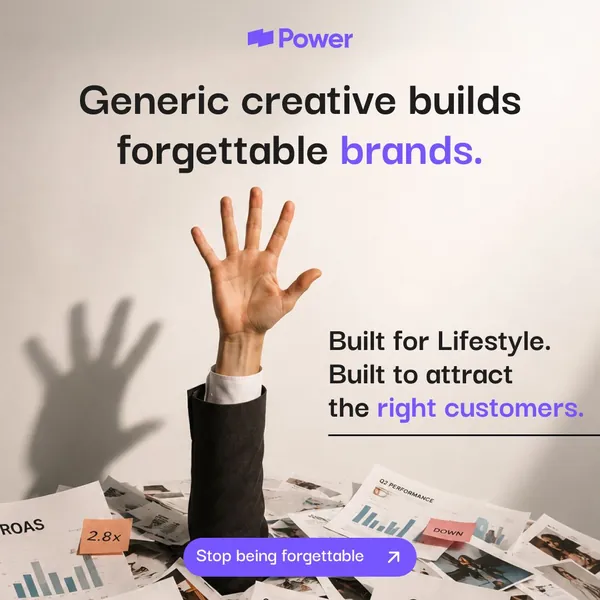 Power
Generic creative builds
forgettable brands.
Built for Lifestyle.
Built to attract
the right customers.
Q2 PERFORMANCE
ROAS
2.8x
DOWN
Stop being forgettable